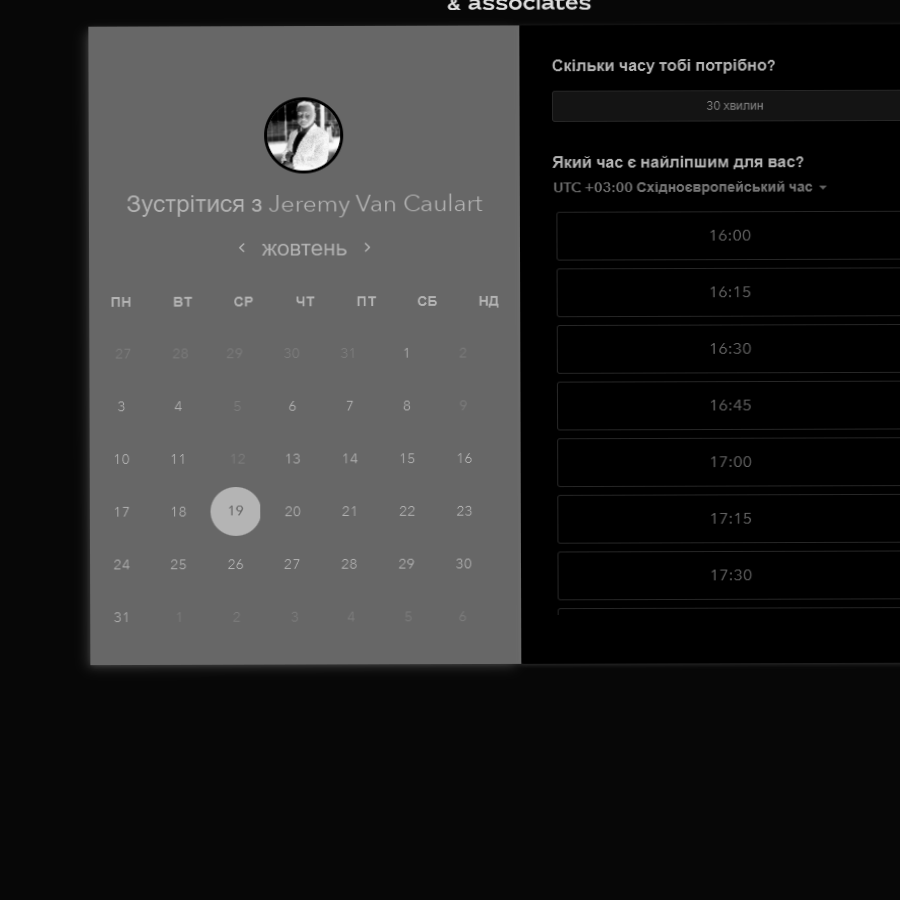 & associates
Зустрітися з Jeremy Van Caulart
‹ жовтень ›
ПН ВТ СР ЧТ ПТ СБ НД
27 28 29 30 31 1 2
3 4 5 6 7 8 9
10 11 12 13 14 15 16
17 18 19 20 21 22 23
24 25 26 27 28 29 30
31 1 2 3 4 5 6
Скільки часу тобі потрібно?
30 хвилин
Який час є найліпшим для вас?
UTC +03:00 Східноєвропейський час
16:00
16:15
16:30
16:45
17:00
17:15
17:30